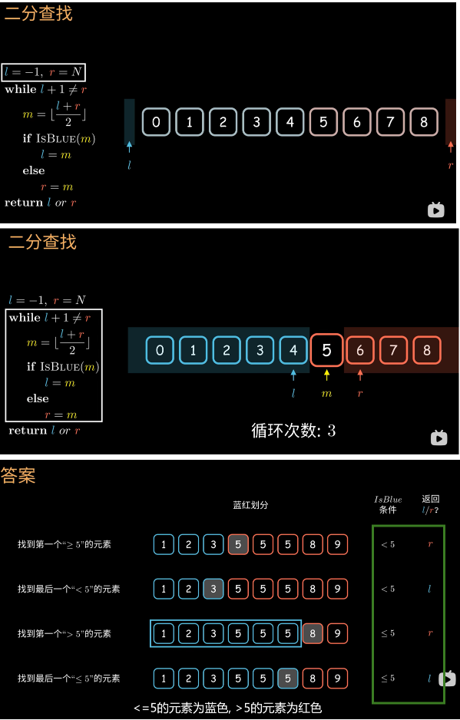 二分查找
l = −1, r = N
while l + 1 ≠ r
m = ⌊(l + r)/2⌋
if IsBlue(m)
l = m
else
r = m
return l or r
0 1 2 3 4 5 6 7 8
l r
二分查找
l = −1, r = N
while l + 1 ≠ r
m = ⌊(l + r)/2⌋
if IsBlue(m)
l = m
else
r = m
return l or r
0 1 2 3 4 5 6 7 8
l m r
循环次数: 3
答案
蓝红划分 IsBlue 条件 返回 l/r?
找到第一个“≥ 5”的元素 1 2 3 5 5 5 8 9 < 5 r
找到最后一个“< 5”的元素 1 2 3 5 5 5 8 9 < 5 l
找到第一个“> 5”的元素 1 2 3 5 5 5 8 9 ≤ 5 r
找到最后一个“≤ 5”的元素 1 2 3 5 5 5 8 9 ≤ 5 l
<=5的元素为蓝色, >5的元素为红色